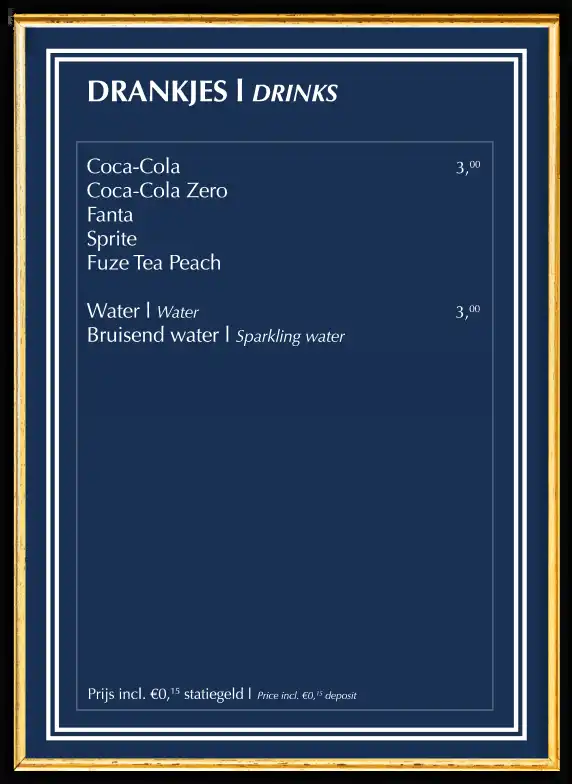 DRANKJES | DRINKS
Coca-Cola 3,00
Coca-Cola Zero
Fanta
Sprite
Fuze Tea Peach
Water | Water 3,00
Bruisend water | Sparkling water
Prijs incl. €0,15 statiegeld | Price incl. €0,15 deposit